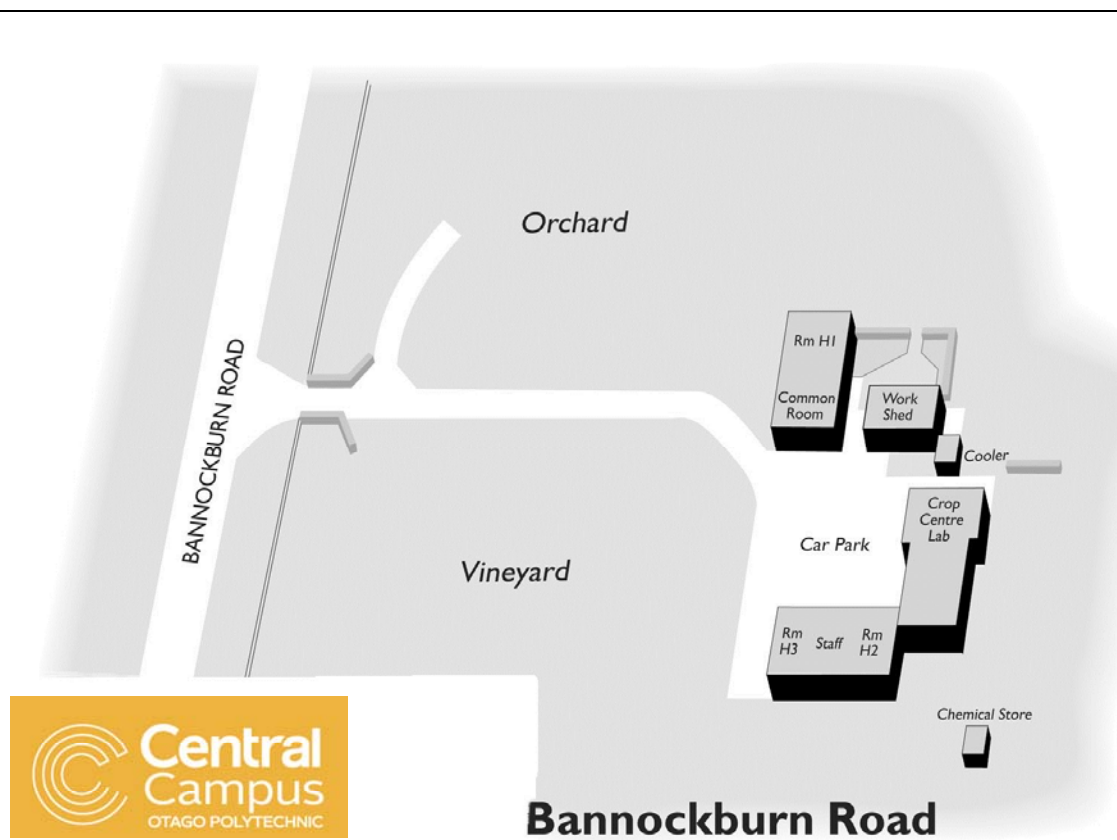 Orchard
BANNOCKBURN ROAD
Rm H1
Common
Room
Work
Shed
Cooler
Crop
Centre
Lab
Car Park
Vineyard
Rm
H3
Staff
Rm
H2
Chemical Store
Central
Campus
OTAGO POLYTECHNIC
Bannockburn Road